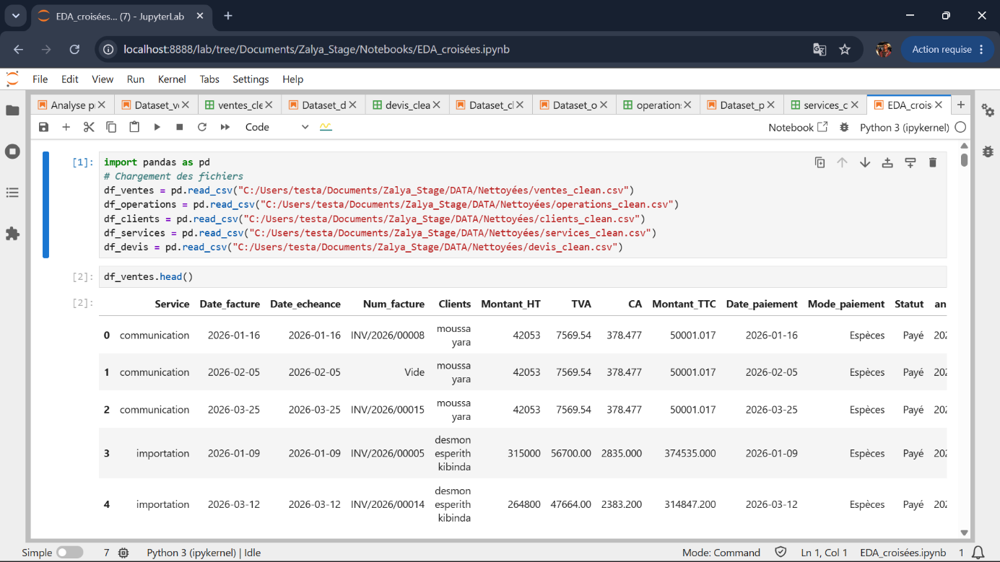 EDA_croisées... (7) - JupyterLab
localhost:8888/lab/tree/Documents/Zalya_Stage/Notebooks/EDA_croisées.ipynb
Action requise
File Edit View Run Kernel Tabs Settings Help
Analyse p Dataset_v ventes_cle Dataset_d devis_clea Dataset_cl Dataset_o operation Dataset_p services_c EDA_crois
Code
Notebook
Python 3 (ipykernel)
[1]:
import pandas as pd
# Chargement des fichiers
df_ventes = pd.read_csv("C:/Users/testa/Documents/Zalya_Stage/DATA/Nettoyées/ventes_clean.csv")
df_operations = pd.read_csv("C:/Users/testa/Documents/Zalya_Stage/DATA/Nettoyées/operations_clean.csv")
df_clients = pd.read_csv("C:/Users/testa/Documents/Zalya_Stage/DATA/Nettoyées/clients_clean.csv")
df_services = pd.read_csv("C:/Users/testa/Documents/Zalya_Stage/DATA/Nettoyées/services_clean.csv")
df_devis = pd.read_csv("C:/Users/testa/Documents/Zalya_Stage/DATA/Nettoyées/devis_clean.csv")
[2]: df_ventes.head()
[2]:
Service Date_facture Date_echeance Num_facture Clients Montant_HT TVA CA Montant_TTC Date_paiement Mode_paiement Statut an
0 communication 2026-01-16 2026-01-16 INV/2026/00008 moussa yara 42053 7569.54 378.477 50001.017 2026-01-16 Espèces Payé 202
1 communication 2026-02-05 2026-02-05 Vide moussa yara 42053 7569.54 378.477 50001.017 2026-02-05 Espèces Payé 202
2 communication 2026-03-25 2026-03-25 INV/2026/00015 moussa yara 42053 7569.54 378.477 50001.017 2026-03-25 Espèces Payé 202
3 importation 2026-01-09 2026-01-09 INV/2026/00005 desmon esperith kibinda 315000 56700.00 2835.000 374535.000 2026-01-09 Espèces Payé 202
4 importation 2026-03-12 2026-03-12 INV/2026/00014 desmon esperith kibinda 264800 47664.00 2383.200 314847.200 2026-03-12 Espèces Payé 202
Simple 7 Python 3 (ipykernel) | Idle Mode: Command Ln 1, Col 1 EDA_croisées.ipynb 1